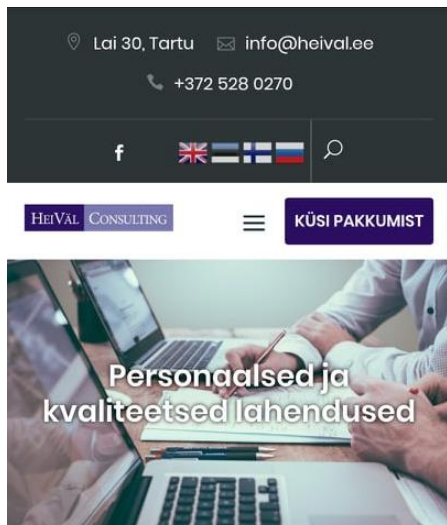 Lai 30, Tartu info@heival.ee
+372 528 0270
f
HEIVÄL CONSULTING
KÜSI PAKKUMIST
Personaalsed ja
kvaliteetsed lahendused